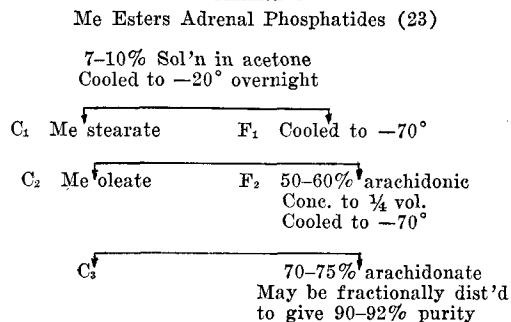 Me Esters Adrenal Phosphatides (23)
7–10% Sol'n in acetone
Cooled to —20° overnight
C₁ Me stearate F₁ Cooled to —70°
C₂ Me oleate F₂ 50–60% arachidonic
Conc. to ¼ vol.
Cooled to —70°
C₃ 70–75% arachidonate
May be fractionally dist'd
to give 90–92% purity